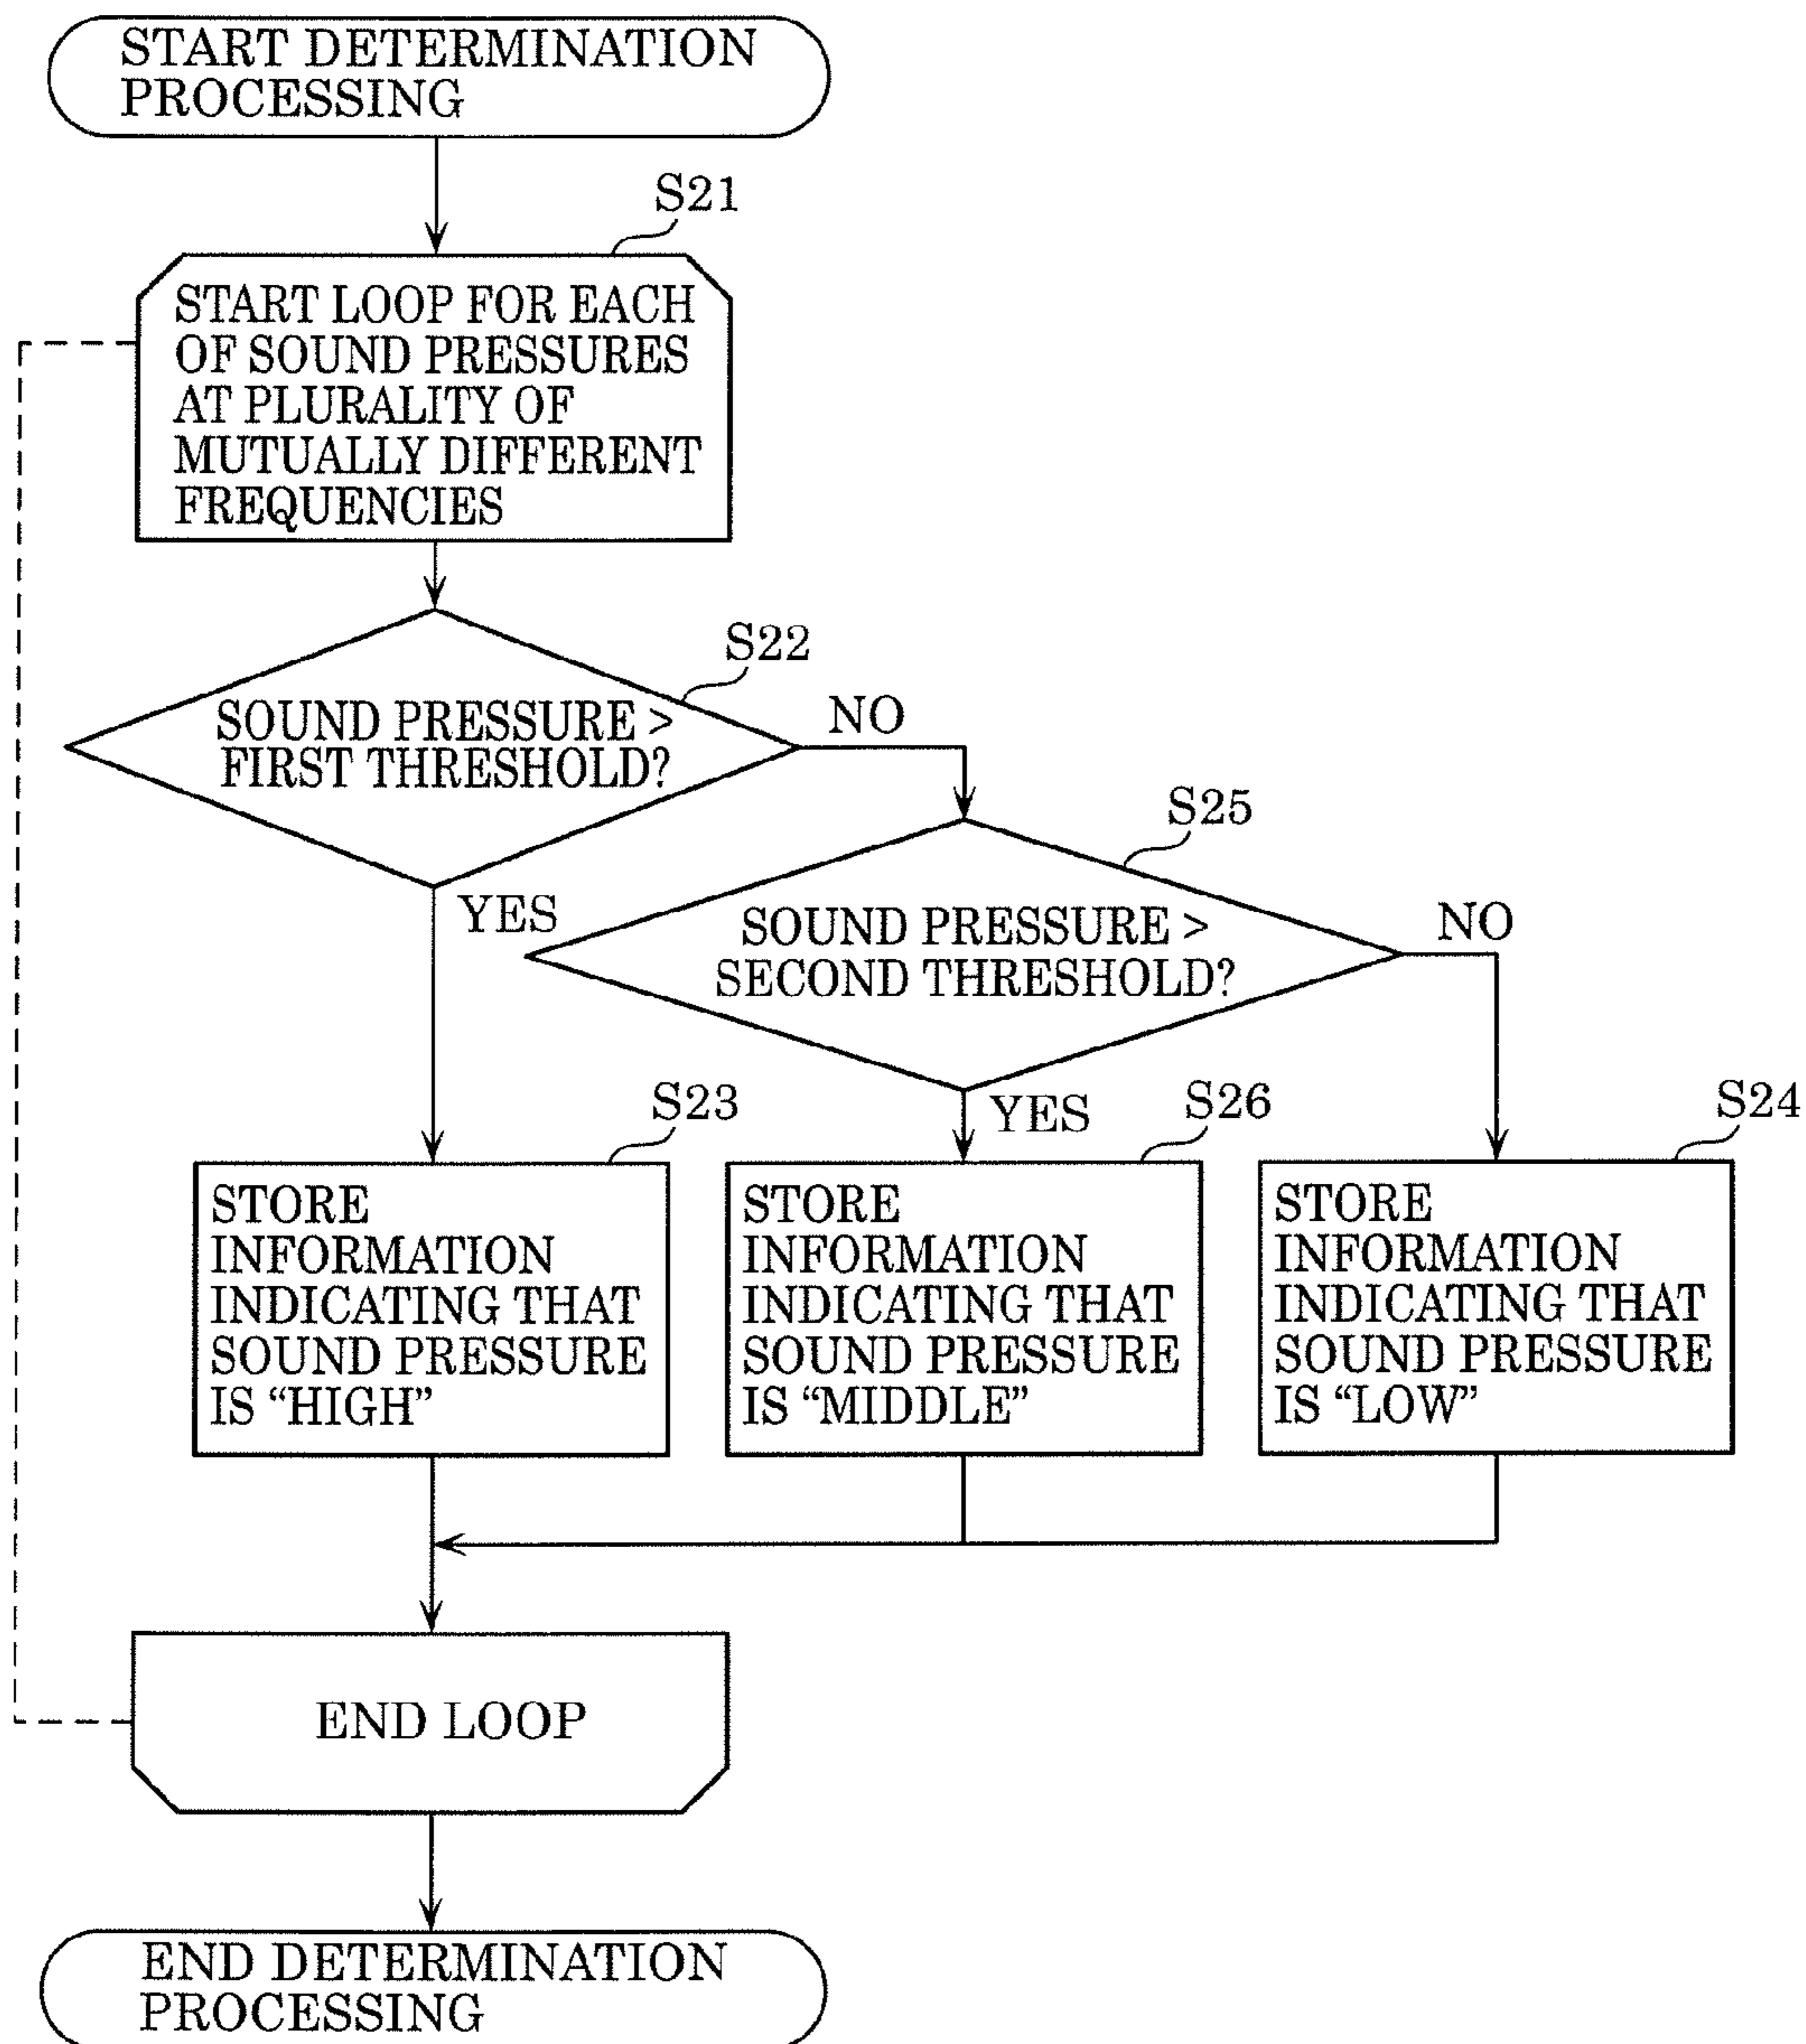 START DETERMINATION
PROCESSING
S21
START LOOP FOR EACH
OF SOUND PRESSURES
AT PLURALITY OF
MUTUALLY DIFFERENT
FREQUENCIES
S22
SOUND PRESSURE >
FIRST THRESHOLD?
NO
YES
S25
SOUND PRESSURE >
SECOND THRESHOLD?
NO
YES
S23
STORE
INFORMATION
INDICATING THAT
SOUND PRESSURE
IS “HIGH”
S26
STORE
INFORMATION
INDICATING THAT
SOUND PRESSURE
IS “MIDDLE”
S24
STORE
INFORMATION
INDICATING THAT
SOUND PRESSURE
IS “LOW”
END LOOP
END DETERMINATION
PROCESSING